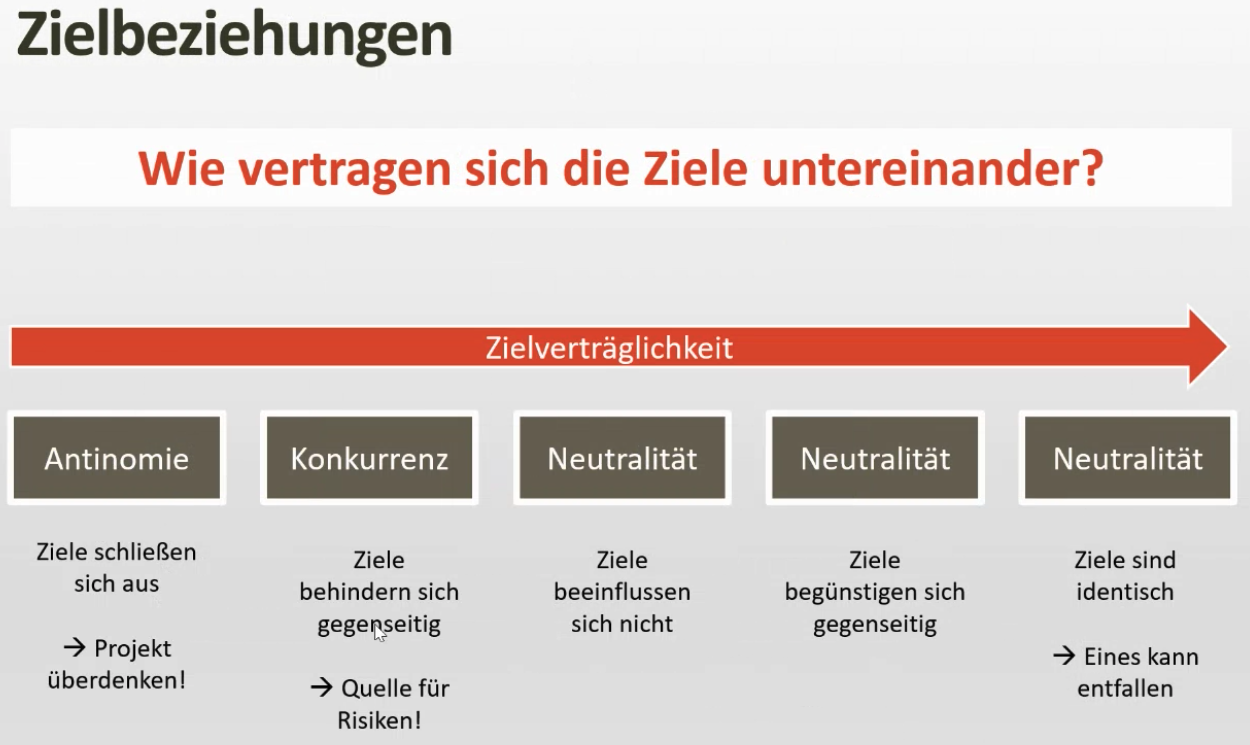 Zielbeziehungen
Wie vertragen sich die Ziele untereinander?
Zielverträglichkeit
Antinomie
Ziele schließen
sich aus
→ Projekt
überdenken!
Konkurrenz
Ziele
behindern sich
gegenseitig
→ Quelle für
Risiken!
Neutralität
Ziele
beeinflussen
sich nicht
Neutralität
Ziele
begünstigen sich
gegenseitig
Neutralität
Ziele sind
identisch
→ Eines kann
entfallen